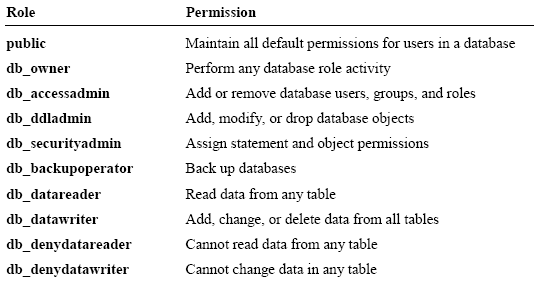 Role Permission
public Maintain all default permissions for users in a database
db_owner Perform any database role activity
db_accessadmin Add or remove database users, groups, and roles
db_ddladmin Add, modify, or drop database objects
db_securityadmin Assign statement and object permissions
db_backupoperator Back up databases
db_datareader Read data from any table
db_datawriter Add, change, or delete data from all tables
db_denydatareader Cannot read data from any table
db_denydatawriter Cannot change data in any table